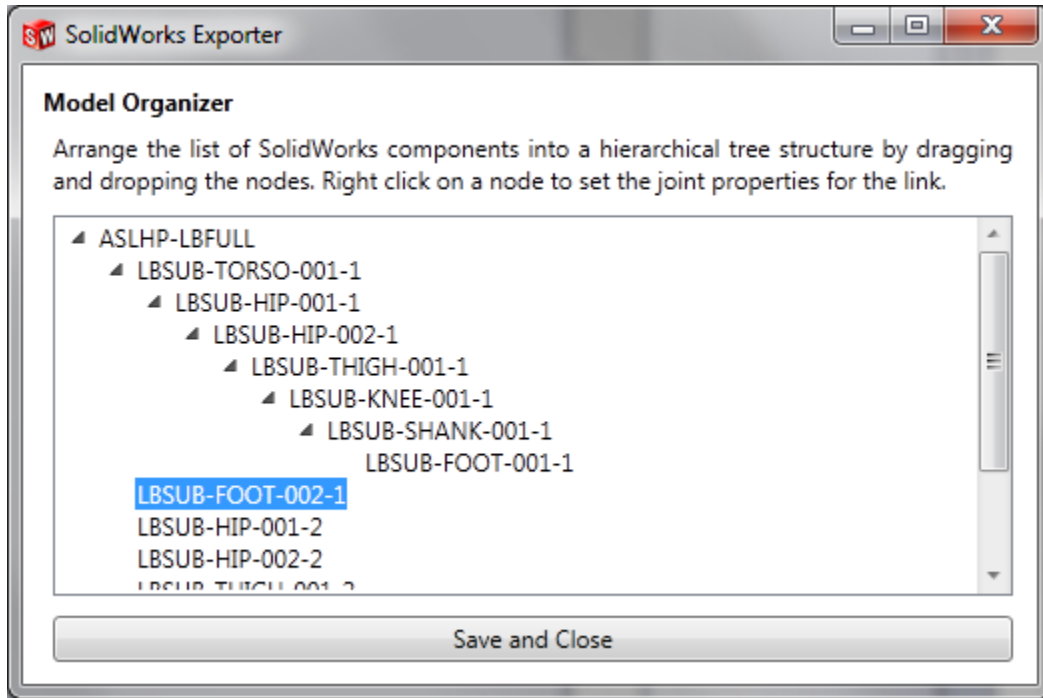 SolidWorks Exporter
Model Organizer
Arrange the list of SolidWorks components into a hierarchical tree structure by dragging
and dropping the nodes. Right click on a node to set the joint properties for the link.
ASLHP-LBFULL
LBSUB-TORSO-001-1
LBSUB-HIP-001-1
LBSUB-HIP-002-1
LBSUB-THIGH-001-1
LBSUB-KNEE-001-1
LBSUB-SHANK-001-1
LBSUB-FOOT-001-1
LBSUB-FOOT-002-1
LBSUB-HIP-001-2
LBSUB-HIP-002-2
LBSUB-THIGH-001-2
Save and Close